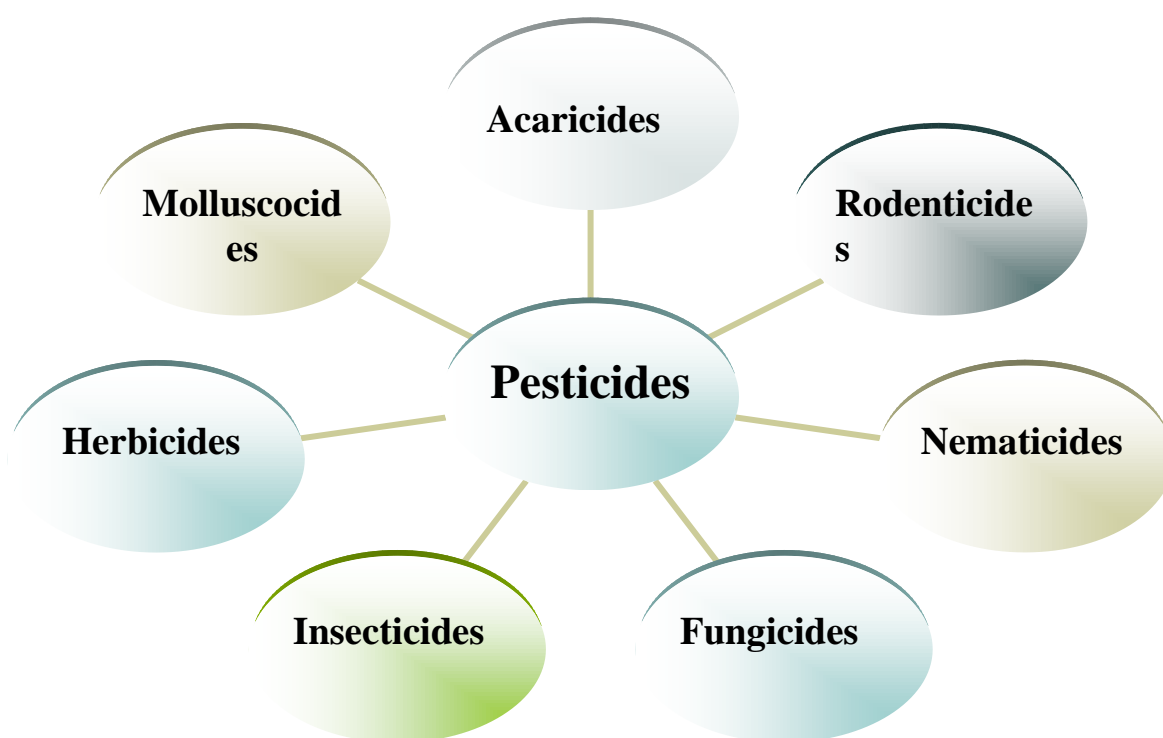 Acaricides
Molluscocid
es
Rodenticide
s
Pesticides
Herbicides
Nematicides
Insecticides
Fungicides